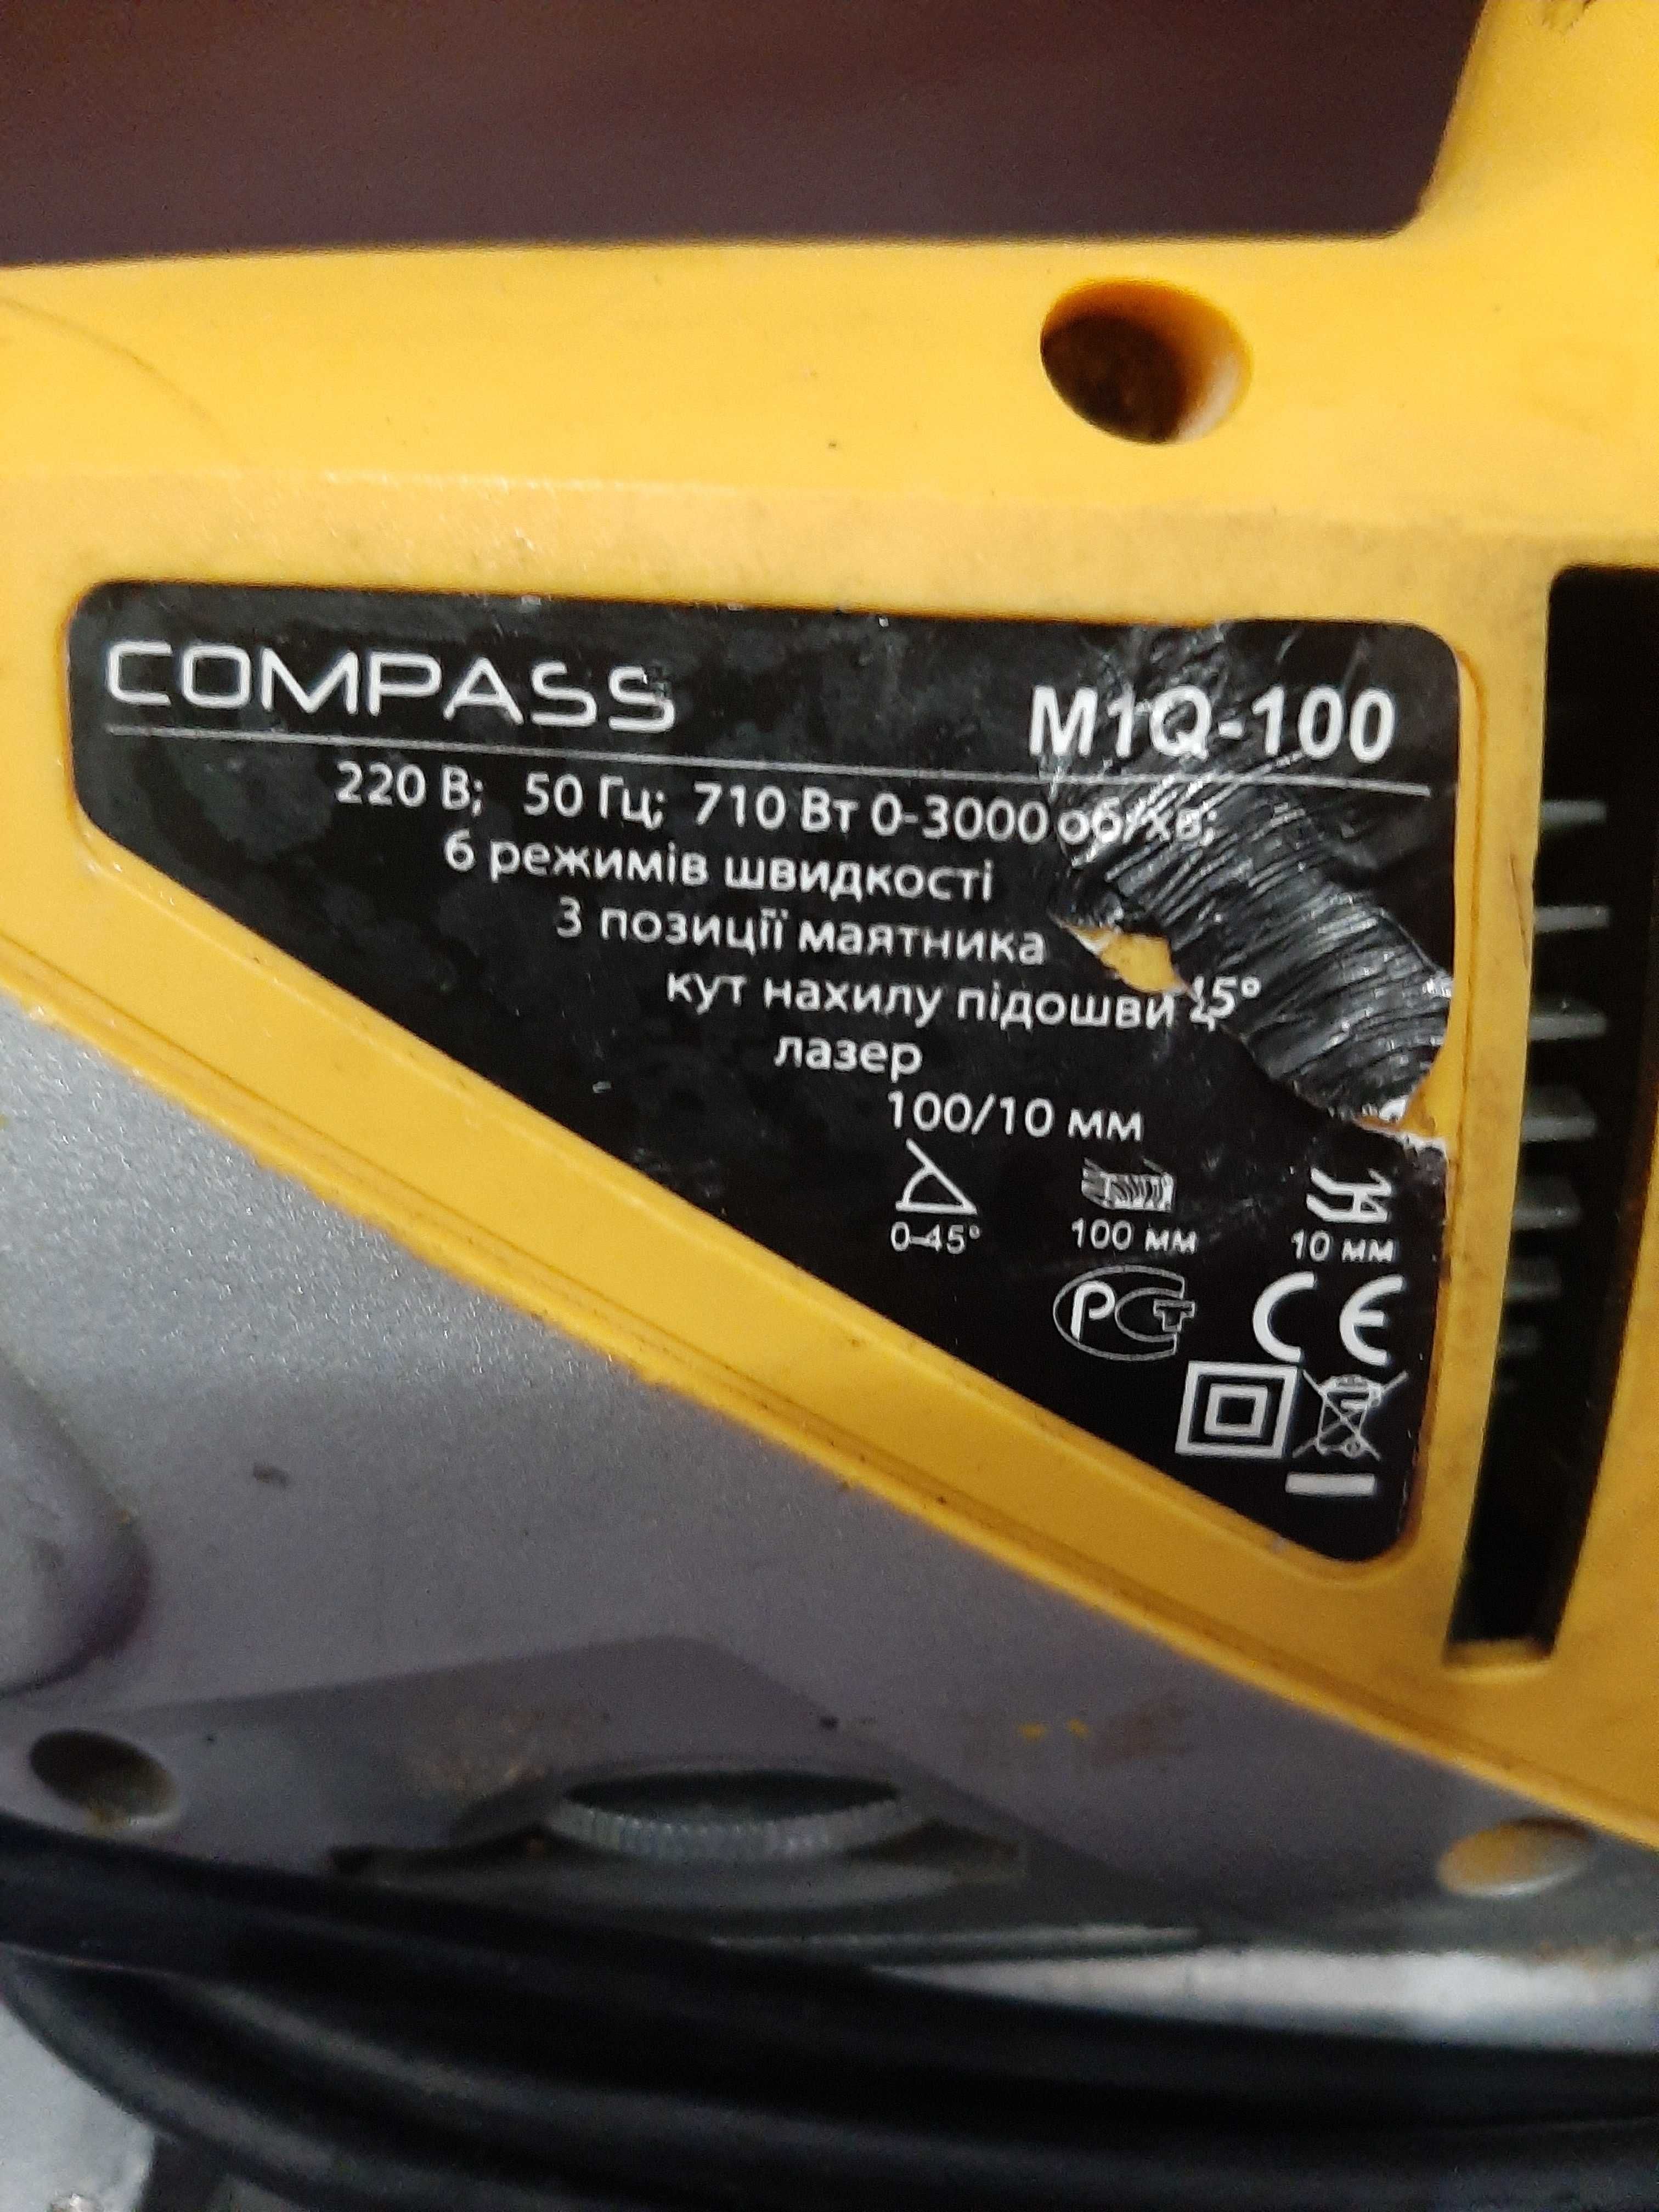 COMPASS M1Q-100
220 В; 50 Гц; 710 Вт 0-3000 об/хв;
6 режимів швидкості
3 позиції маятника
кут нахилу підошви 45°
лазер
100/10 мм
0-45° 100 мм 10 мм
РСТ CE